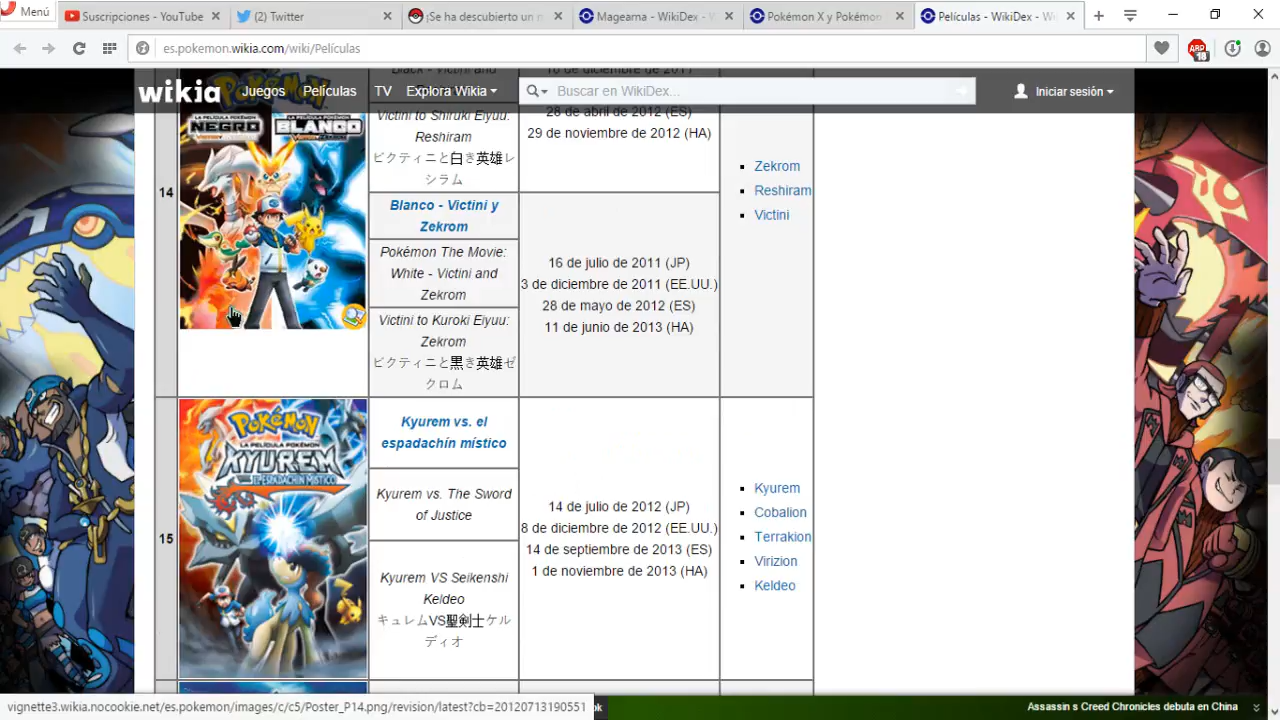 Menú
Suscripciones - YouTube
(2) Twitter
¡Se ha descubierto un n
Magearna - WikiDex - W
Pokémon X y Pokémon
Películas - WikiDex - Wi
es.pokemon.wikia.com/wiki/Películas
ABP
18
wikia
Juegos
Películas
TV
Explora Wikia
Buscar en WikiDex...
Iniciar sesión
14
NEGRO
BLANCO
Victini to Shiruki Eiyuu:
Reshiram
ビクティニと白き英雄レ
シラム
Blanco - Victini y
Zekrom
Pokémon The Movie:
White - Victini and
Zekrom
Victini to Kuroki Eiyuu:
Zekrom
ビクティニと黒き英雄ゼ
クロム
28 de abril de 2012 (ES)
29 de noviembre de 2012 (HA)
16 de julio de 2011 (JP)
3 de diciembre de 2011 (EE.UU.)
28 de mayo de 2012 (ES)
11 de junio de 2013 (HA)
Zekrom
Reshiram
Victini
15
POKÉMON
LA PELÍCULA POKÉMON
KYUREM
EL ESPADACHÍN MÍSTICO
Kyurem vs. el
espadachín místico
Kyurem vs. The Sword
of Justice
Kyurem VS Seikenshi
Keldeo
キュレムVS聖剣士ケル
ディオ
14 de julio de 2012 (JP)
8 de diciembre de 2012 (EE.UU.)
14 de septiembre de 2013 (ES)
1 de noviembre de 2013 (HA)
Kyurem
Cobalion
Terrakion
Virizion
Keldeo
vignette3.wikia.nocookie.net/es.pokemon/images/c/c5/Poster_P14.png/revision/latest?cb=20120713190551
ok
Assassin s Creed Chronicles debuta en China